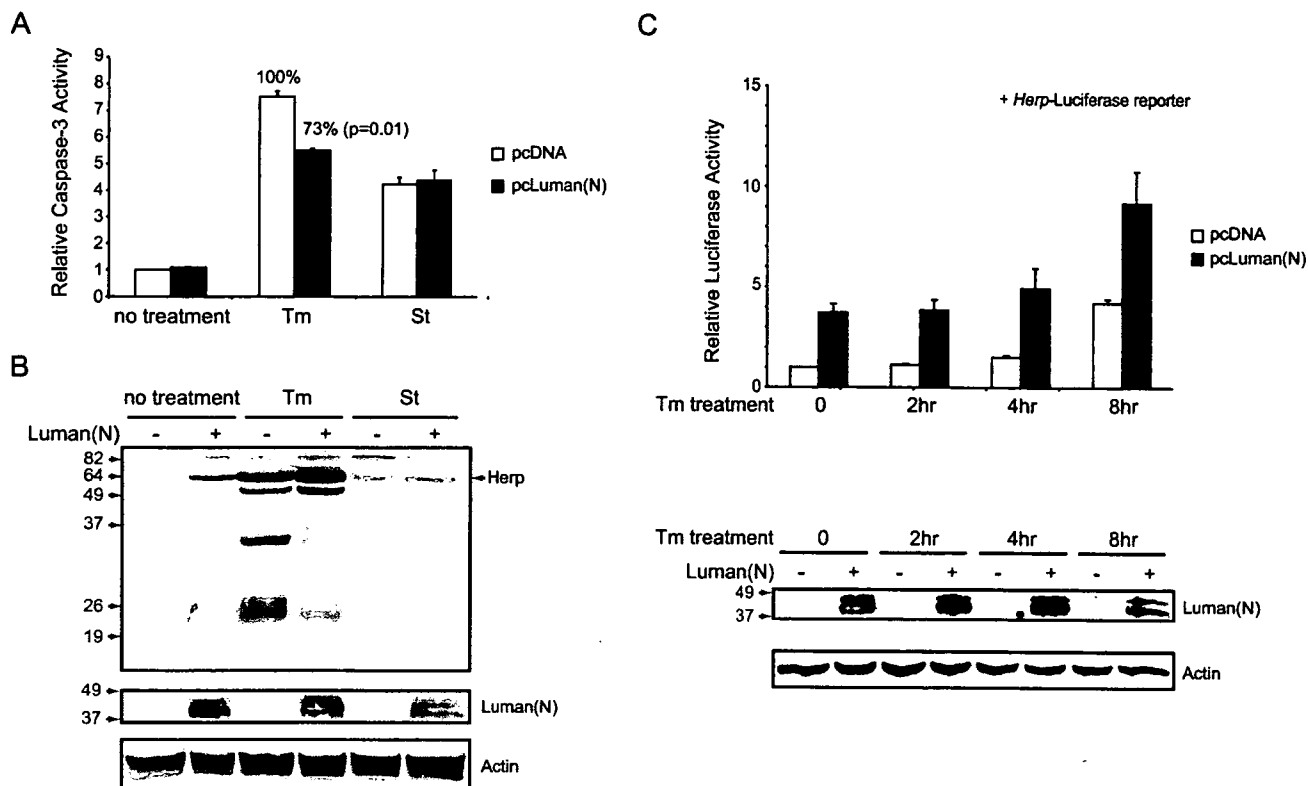 A
Relative Caspase-3 Activity
9
8
7
6
5
4
3
2
1
0
100%
73% (p=0.01)
pcDNA
pcLuman(N)
no treatment Tm St
B
no treatment Tm St
Luman(N) - + - + - +
82
64
49
37
26
19
Herp
49
37
Luman(N)
Actin
C
Relative Luciferase Activity
15
10
5
0
+ Herp-Luciferase reporter
pcDNA
pcLuman(N)
Tm treatment 0 2hr 4hr 8hr
Tm treatment 0 2hr 4hr 8hr
Luman(N) - + - + - + - +
49
37
Luman(N)
Actin